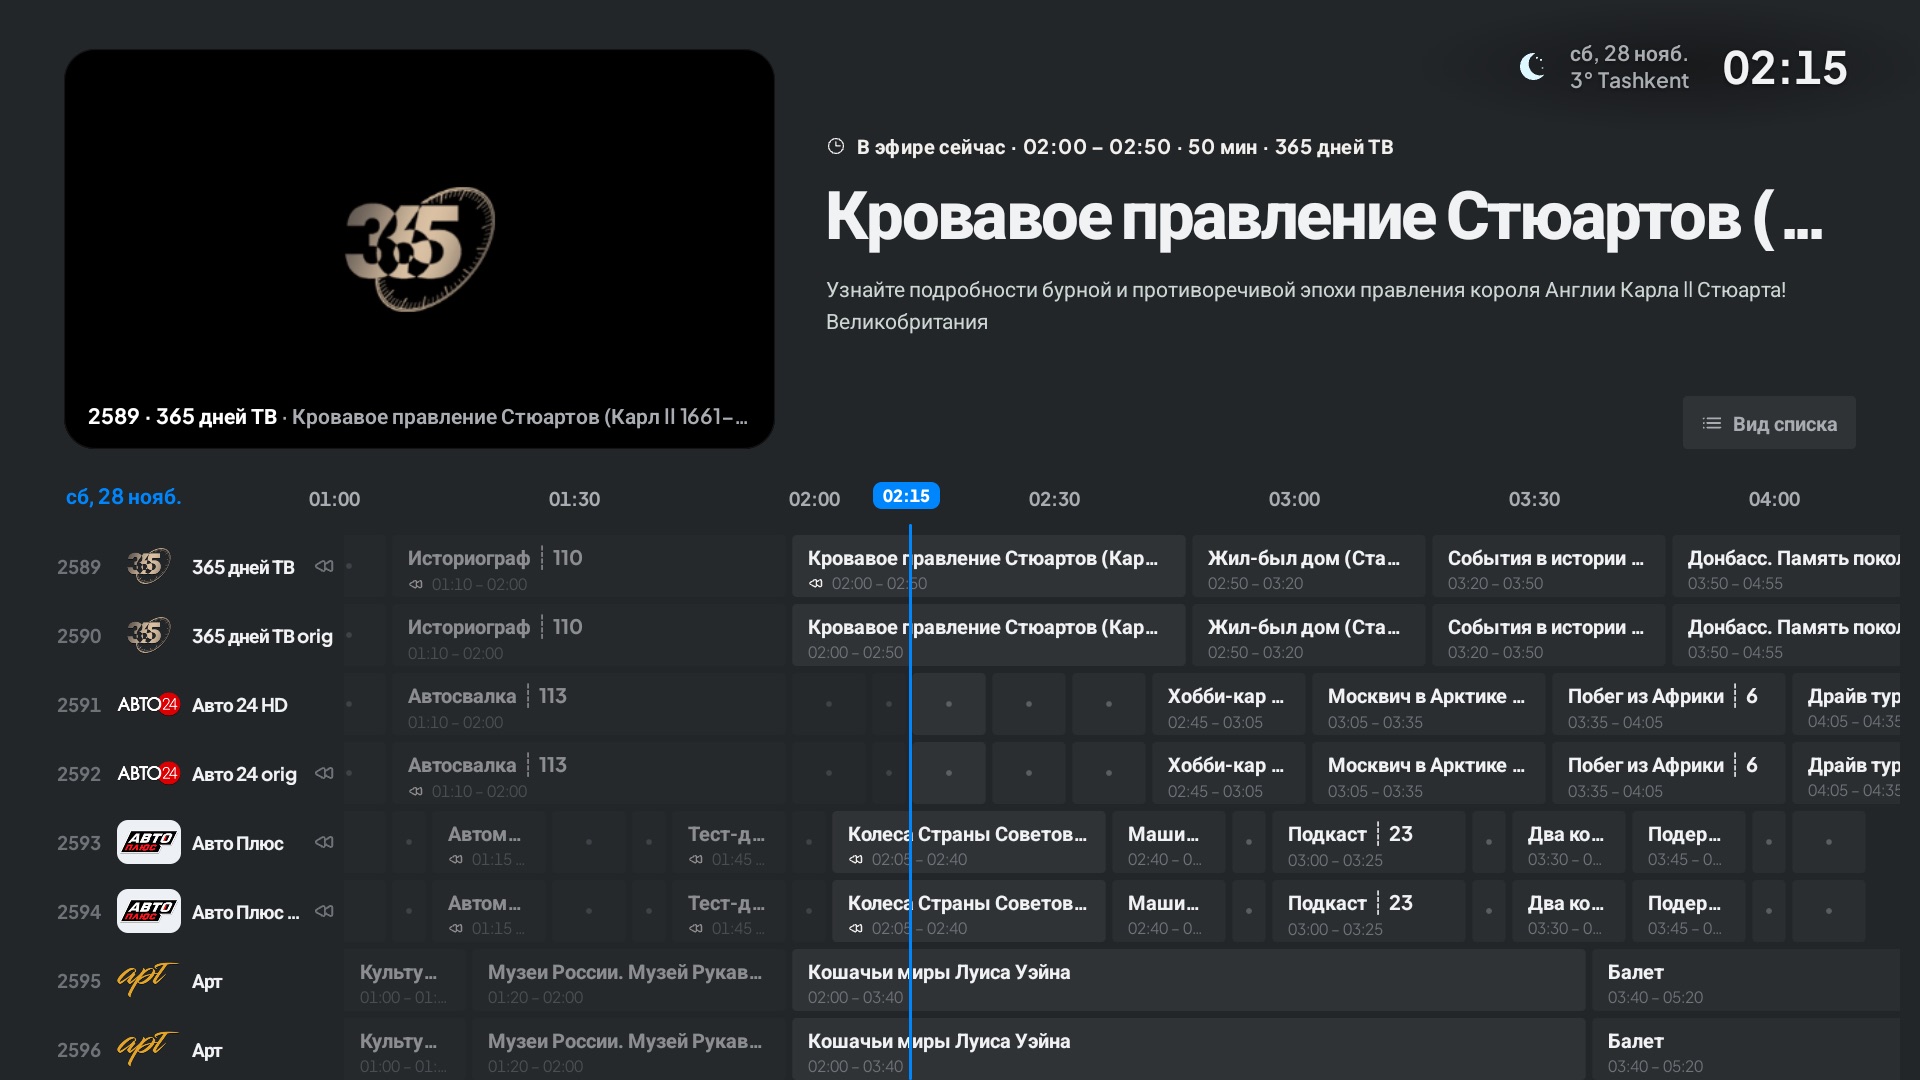 сб, 28 нояб.
3° Tashkent
02:15
В эфире сейчас · 02:00 – 02:50 · 50 мин · 365 дней ТВ
Кровавое правление Стюартов (...
Узнайте подробности бурной и противоречивой эпохи правления короля Англии Карла II Стюарта!
Великобритания
365
2589 · 365 дней ТВ · Кровавое правление Стюартов (Карл II 1661–...
Вид списка
сб, 28 нояб. 01:00 01:30 02:00 02:15 02:30 03:00 03:30 04:00
2589 365 365 дней ТВ Историограф ¦ 110 Кровавое правление Стюартов (Кар... Жил-был дом (Ста... События в истории ... Донбасс. Память покол
01:10 – 02:00 02:00 – 02:50 02:50 – 03:20 03:20 – 03:50 03:50 – 04:55
2590 365 365 дней ТВ orig Историограф ¦ 110 Кровавое правление Стюартов (Кар... Жил-был дом (Ста... События в истории ... Донбасс. Память покол
01:10 – 02:00 02:00 – 02:50 02:50 – 03:20 03:20 – 03:50 03:50 – 04:55
2591 АВТО24 Авто 24 HD Автосвалка ¦ 113 Хобби-кар ... Москвич в Арктике ... Побег из Африки ¦ 6 Драйв тур
01:10 – 02:00 02:45 – 03:05 03:05 – 03:35 03:35 – 04:05 04:05 – 04:35
2592 АВТО24 Авто 24 orig Автосвалка ¦ 113 Хобби-кар ... Москвич в Арктике ... Побег из Африки ¦ 6 Драйв тур
01:10 – 02:00 02:45 – 03:05 03:05 – 03:35 03:35 – 04:05 04:05 – 04:35
2593 АВТО ПЛЮС Авто Плюс Автом... Тест-д... Колеса Страны Советов... Маши... Подкаст ¦ 23 Два ко... Подер...
01:15 ... 01:45 ... 02:05 – 02:40 02:40 – 0... 03:00 – 03:25 03:30 – 0... 03:45 – 0...
2594 АВТО ПЛЮС Авто Плюс ... Автом... Тест-д... Колеса Страны Советов... Маши... Подкаст ¦ 23 Два ко... Подер...
01:15 ... 01:45 ... 02:05 – 02:40 02:40 – 0... 03:00 – 03:25 03:30 – 0... 03:45 – 0...
2595 арт Арт Культу... Музеи России. Музей Рукав... Кошачьи миры Луиса Уэйна Балет
01:00 – 01:... 01:20 – 02:00 02:00 – 03:40 03:40 – 05:20
2596 арт Арт Культу... Музеи России. Музей Рукав... Кошачьи миры Луиса Уэйна Балет
01:00 – 01:... 01:20 – 02:00 02:00 – 03:40 03:40 – 05:20